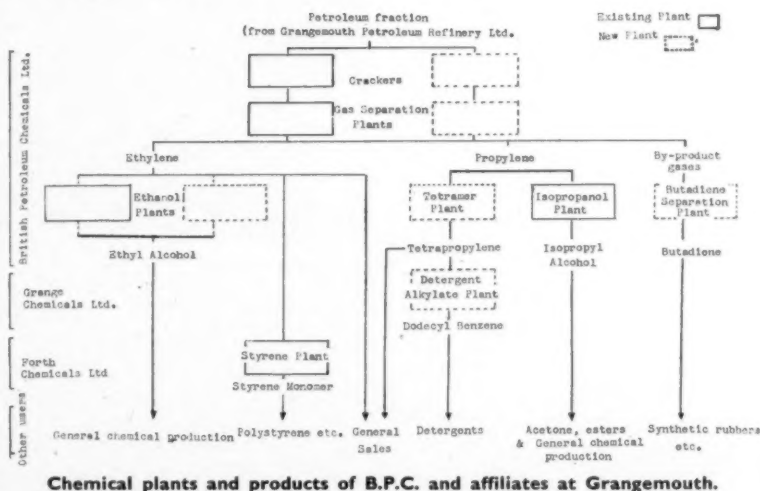 Petroleum fraction
(from Grangemouth Petroleum Refinery Ltd.
Existing Plant
New Plant
British Petroleum Chemicals Ltd.
Crackers
Gas Separation
Plants
Ethylene
Propylene
By-product
gases
Ethanol
Plants
Tetramer
Plant
Isopropanol
Plant
Butadiene
Separation
Plant
Ethyl Alcohol
Tetrapropylene
Isopropyl
Alcohol
Butadiene
Grange
Chemicals Ltd.
Detergent
Alkylate Plant
Dodecyl Benzene
Forth
Chemicals Ltd
Styrene Plant
Styrene Monomer
Other users
General chemical production
Polystyrene etc.
General
Sales
Detergents
Acetone, esters
& General chemical
production
Synthetic rubbers
etc.
Chemical plants and products of B.P.C. and affiliates at Grangemouth.